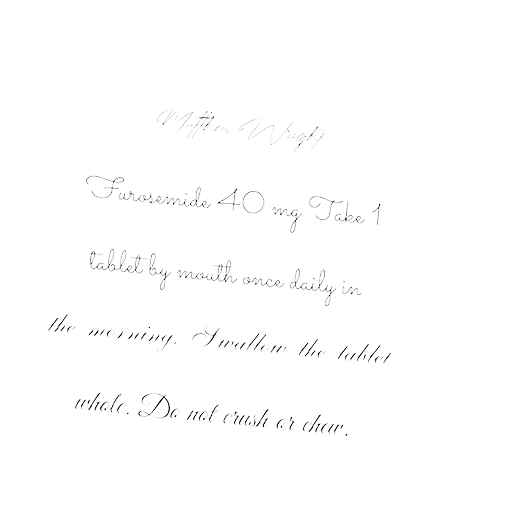 Matthew Wright
Furosemide 40 mg Take 1
tablet by mouth once daily in
the morning. Swallow the tablet
whole. Do not crush or chew.